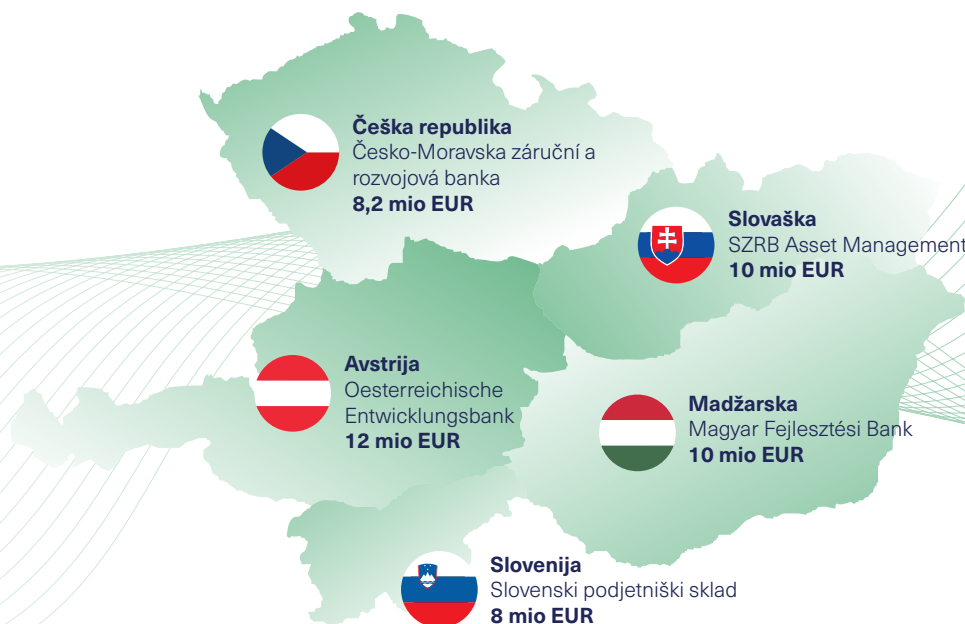 Češka republika
Česko-Moravska záruční a
rozvojová banka
8,2 mio EUR
Slovaška
SZRB Asset Management
10 mio EUR
Avstrija
Oesterreichische
Entwicklungsbank
12 mio EUR
Madžarska
Magyar Fejlesztési Bank
10 mio EUR
Slovenija
Slovenski podjetniški sklad
8 mio EUR